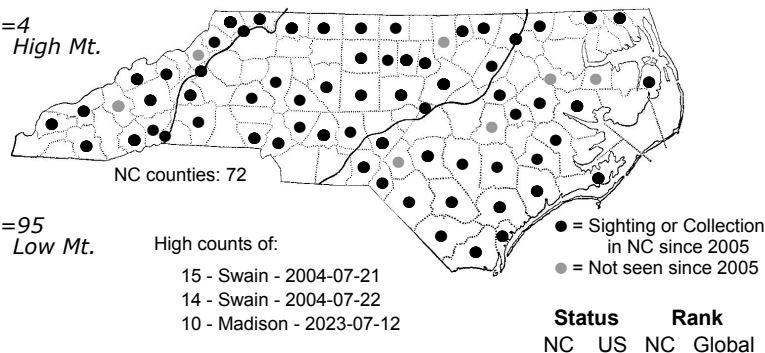 =4
High Mt.
NC counties: 72
=95
Low Mt.
High counts of:
15 - Swain - 2004-07-21
14 - Swain - 2004-07-22
10 - Madison - 2023-07-12
= Sighting or Collection
in NC since 2005
= Not seen since 2005
Status Rank
NC US NC Global